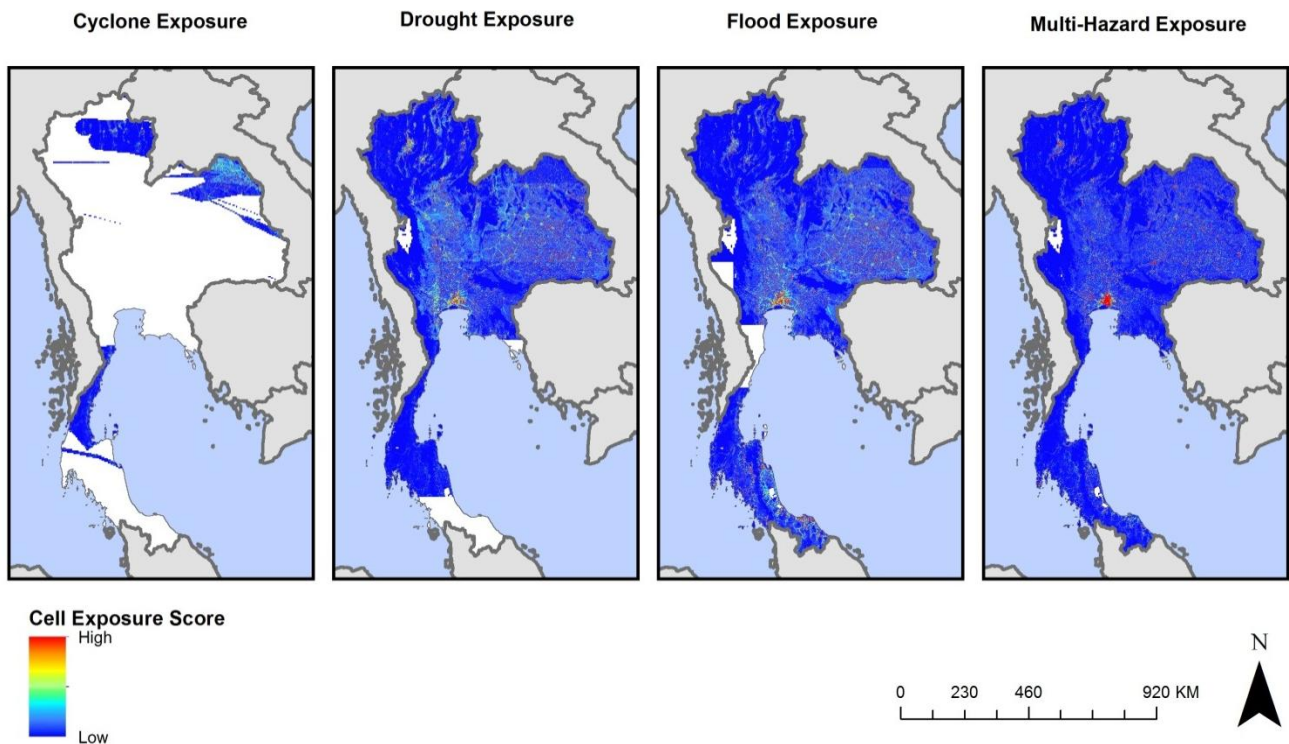 Cyclone Exposure
Drought Exposure
Flood Exposure
Multi-Hazard Exposure
Cell Exposure Score
High
Low
0 230 460 920 KM
N